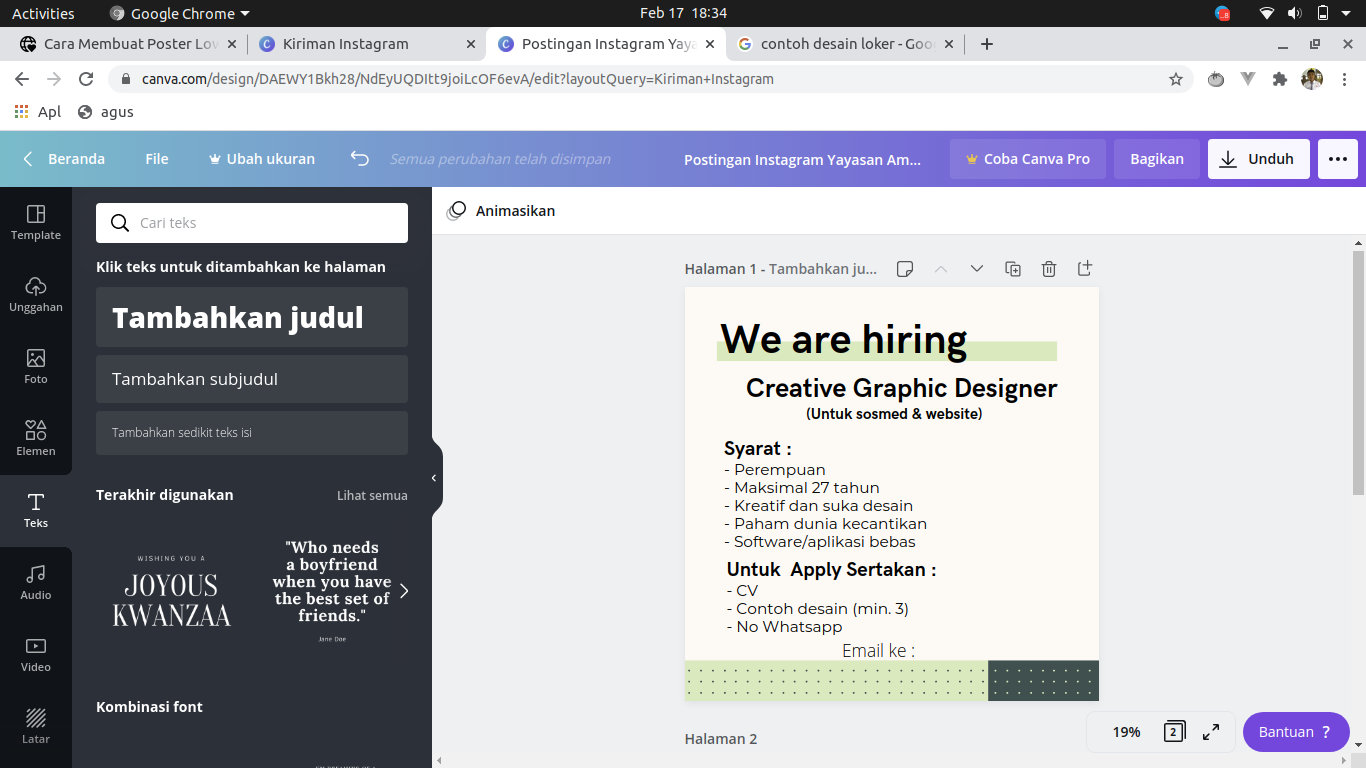 Activities
Google Chrome
Feb 17 18:34
Cara Membuat Poster Lov
Kiriman Instagram
Postingan Instagram Yaya
contoh desain loker - Goo
canva.com/design/DAEWY1Bkh28/NdEyUQDItt9joiLcOF6evA/edit?layoutQuery=Kiriman+Instagram
Apl
agus
Beranda
File
Ubah ukuran
Semua perubahan telah disimpan
Postingan Instagram Yayasan Am...
Coba Canva Pro
Bagikan
Unduh
Template
Unggahan
Foto
Elemen
Teks
Audio
Video
Latar
Cari teks
Klik teks untuk ditambahkan ke halaman
Tambahkan judul
Tambahkan subjudul
Tambahkan sedikit teks isi
Terakhir digunakan
Lihat semua
WISHING YOU A
JOYOUS
KWANZAA
"Who needs
a boyfriend
when you have
the best set of
friends."
Jane Doe
Kombinasi font
Animasikan
Halaman 1 - Tambahkan ju...
We are hiring
Creative Graphic Designer
(Untuk sosmed & website)
Syarat :
- Perempuan
- Maksimal 27 tahun
- Kreatif dan suka desain
- Paham dunia kecantikan
- Software/aplikasi bebas
Untuk Apply Sertakan :
- CV
- Contoh desain (min. 3)
- No Whatsapp
Email ke :
Halaman 2
19%
2
Bantuan ?